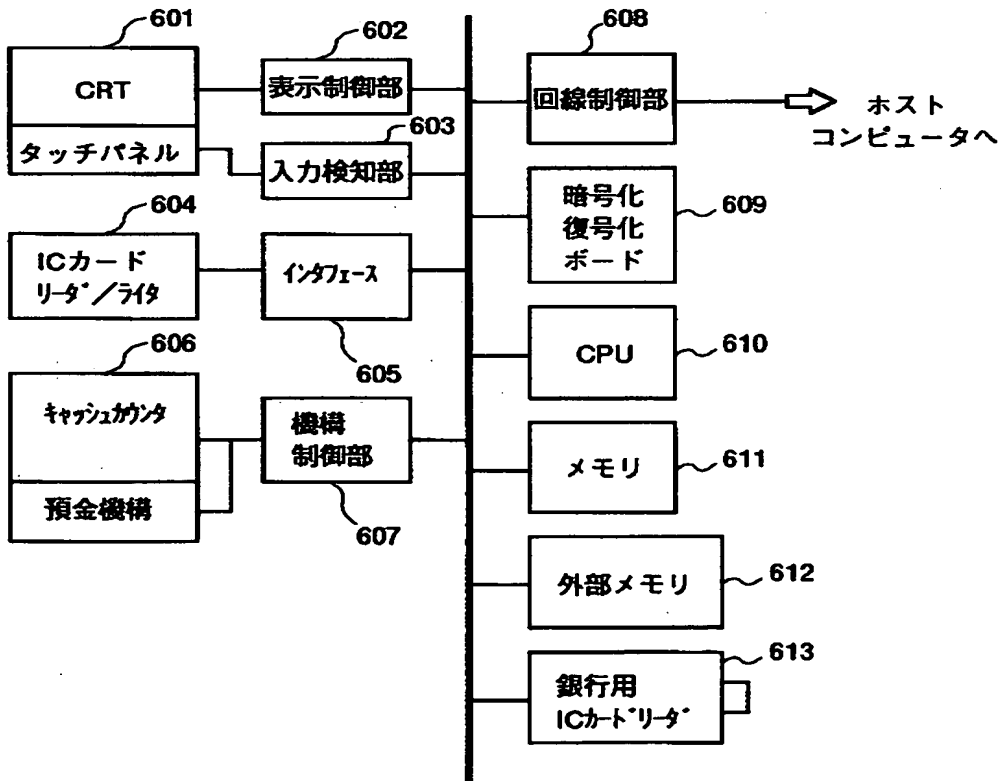 601
CRT
タッチパネル
602
表示制御部
603
入力検知部
604
ICカード
リーダ／ライタ
インタフェース
605
606
キャッシュカウンタ
預金機構
機構
制御部
607
608
回線制御部
ホスト
コンピュータへ
暗号化
復号化
ボード
609
CPU
610
メモリ
611
外部メモリ
612
銀行用
ICカードリーダ
613